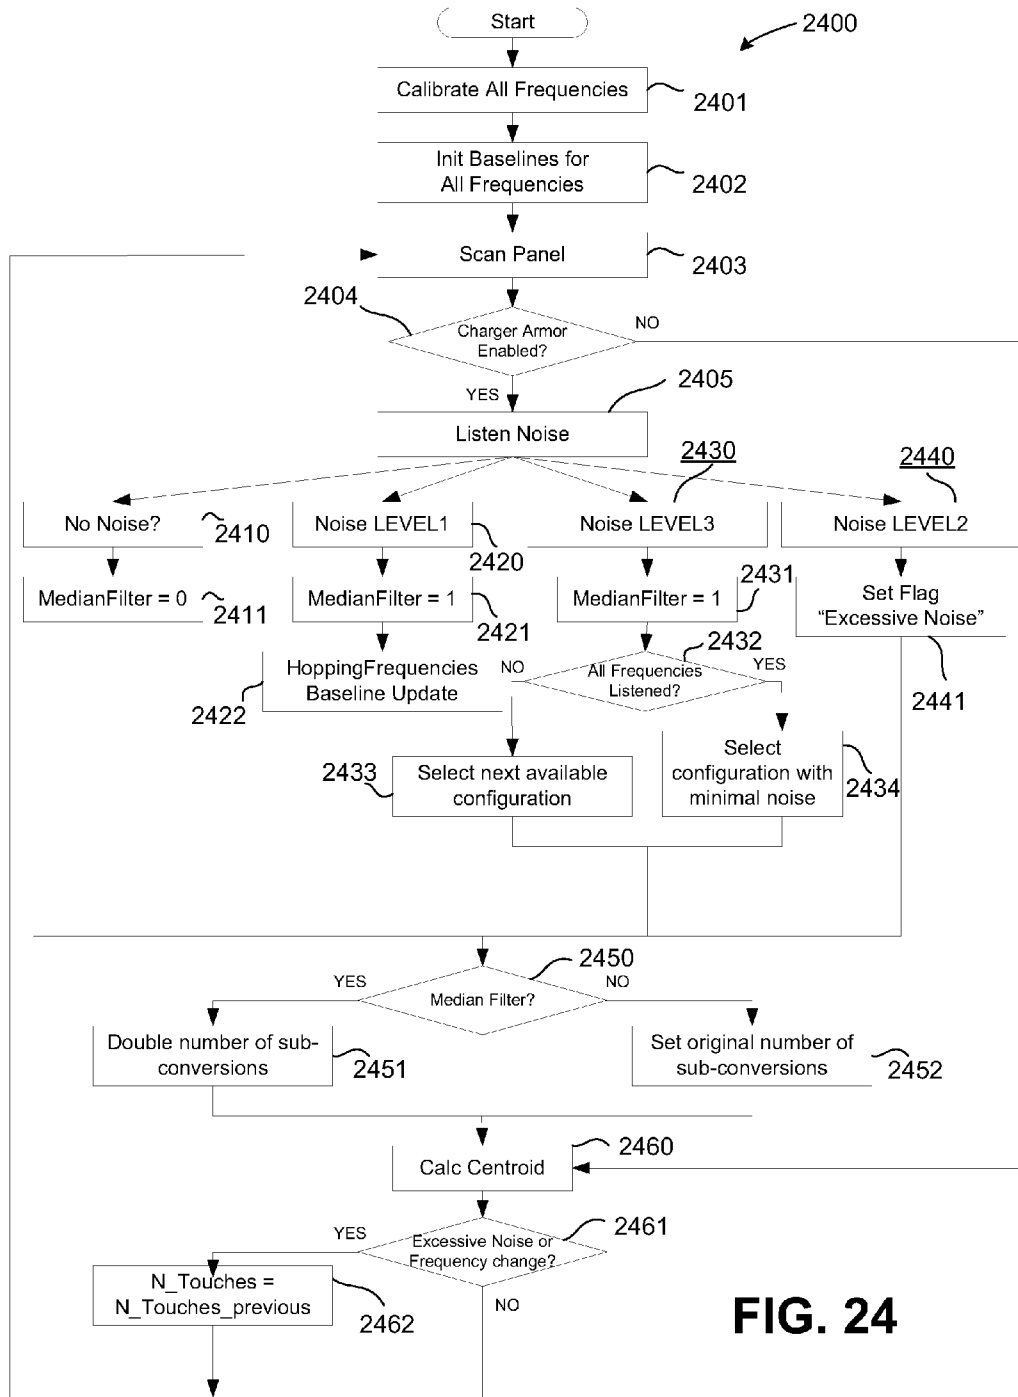 Start
2400
Calibrate All Frequencies
2401
Init Baselines for
All Frequencies
2402
Scan Panel
2403
2404
Charger Armor
Enabled?
NO
YES
2405
Listen Noise
2430
2440
No Noise?
2410
Noise LEVEL1
2420
Noise LEVEL3
Noise LEVEL2
MedianFilter = 0
2411
MedianFilter = 1
2421
MedianFilter = 1
2431
Set Flag
“Excessive Noise”
2441
HoppingFrequencies
Baseline Update
2422
NO
All Frequencies
Listened?
2432
YES
2433
Select next available
configuration
Select
configuration with
minimal noise
2434
2450
YES
Median Filter?
NO
Double number of sub-
conversions
2451
Set original number of
sub-conversions
2452
Calc Centroid
2460
YES
Excessive Noise or
Frequency change?
2461
NO
N_Touches =
N_Touches_previous
2462
FIG. 24